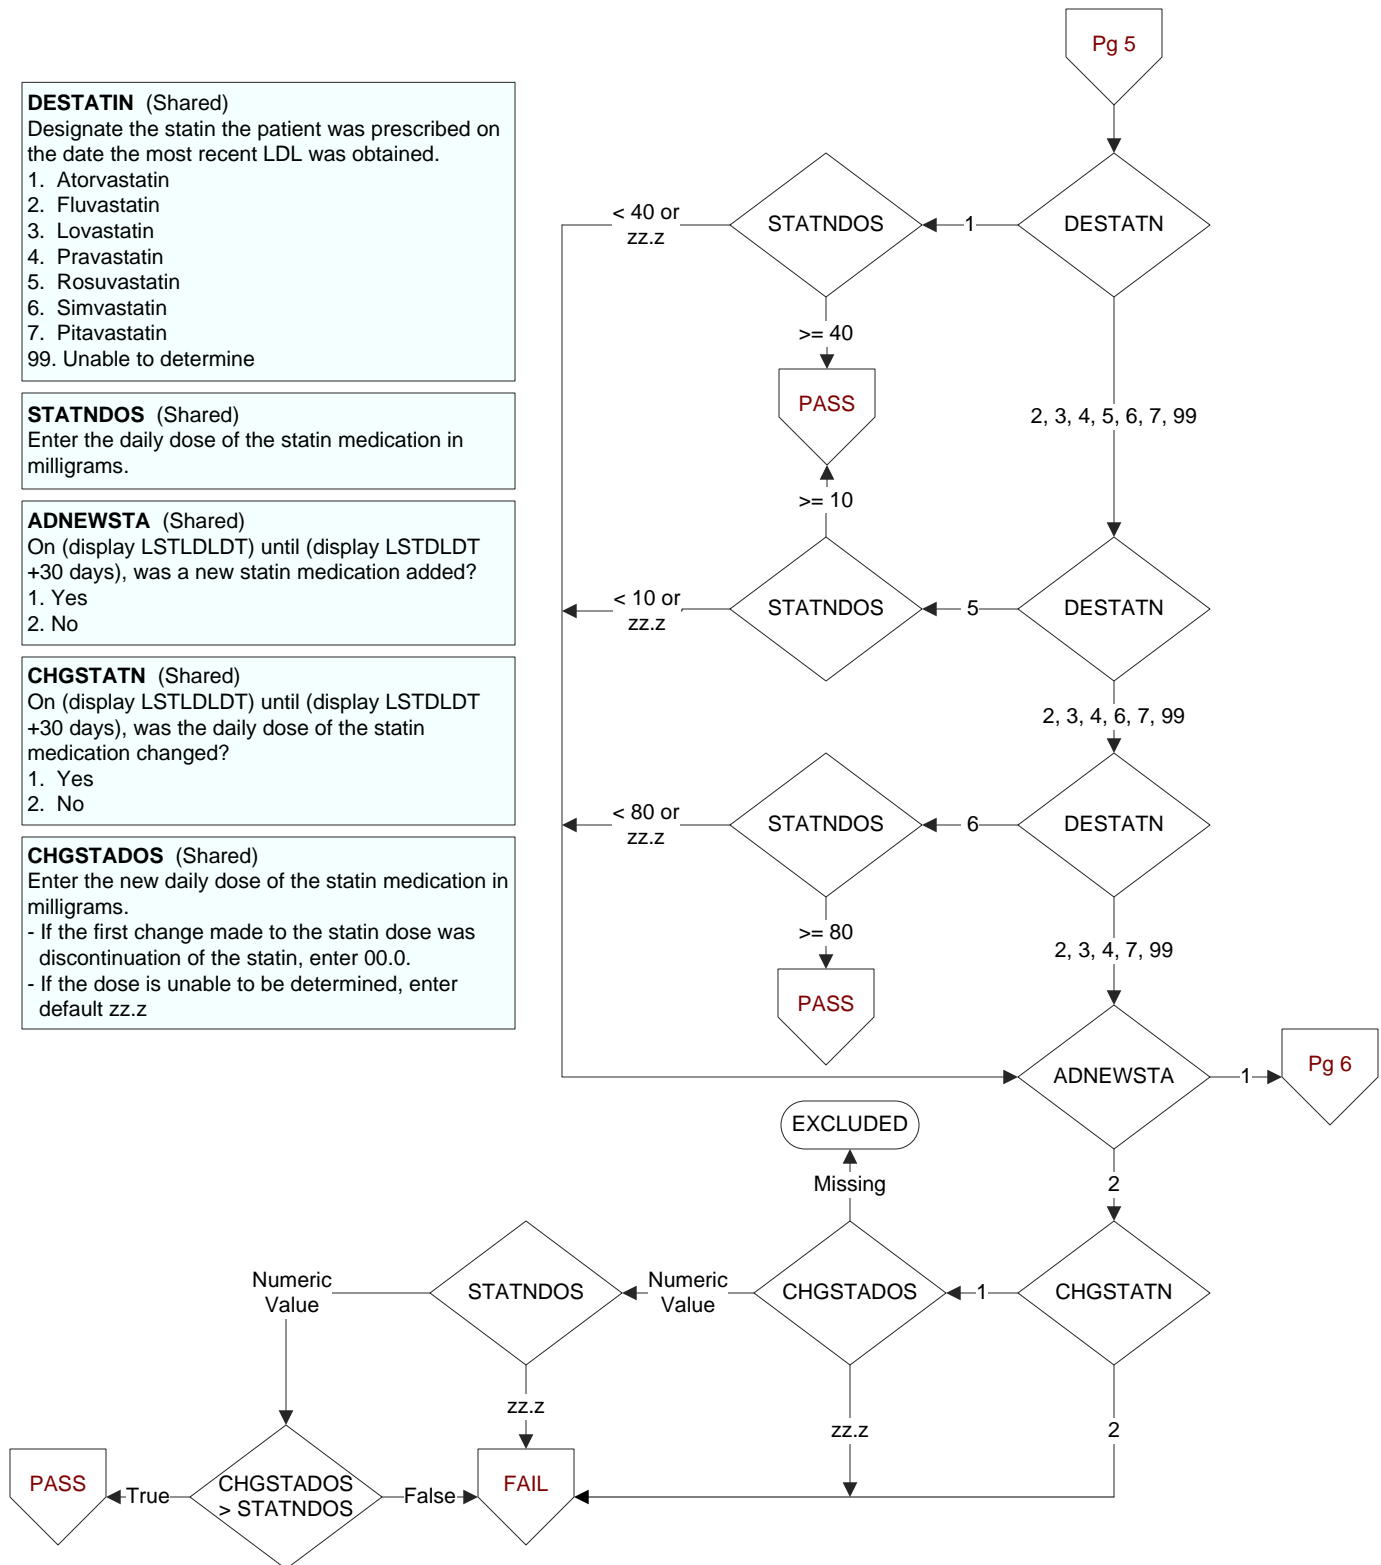 DESTATIN (Shared)
Designate the statin the patient was prescribed on
the date the most recent LDL was obtained.
1. Atorvastatin
2. Fluvastatin
3. Lovastatin
4. Pravastatin
5. Rosuvastatin
6. Simvastatin
7. Pitavastatin
99. Unable to determine
STATNDOS (Shared)
Enter the daily dose of the statin medication in
milligrams.
ADNEWSTA (Shared)
On (display LSTLDLDT) until (display LSTDLDT
+30 days), was a new statin medication added?
1. Yes
2. No
CHGSTATN (Shared)
On (display LSTLDLDT) until (display LSTDLDT
+30 days), was the daily dose of the statin
medication changed?
1. Yes
2. No
CHGSTADOS (Shared)
Enter the new daily dose of the statin medication in
milligrams.
- If the first change made to the statin dose was
discontinuation of the statin, enter 00.0.
- If the dose is unable to be determined, enter
default zz.z
Pg 5
DESTATN
1
STATNDOS
< 40 or
zz.z
>= 40
PASS
2, 3, 4, 5, 6, 7, 99
>= 10
DESTATN
5
STATNDOS
< 10 or
zz.z
2, 3, 4, 6, 7, 99
DESTATN
6
STATNDOS
< 80 or
zz.z
>= 80
PASS
2, 3, 4, 7, 99
ADNEWSTA
1
Pg 6
2
EXCLUDED
Missing
CHGSTATN
1
CHGSTADOS
Numeric
Value
STATNDOS
Numeric
Value
zz.z
zz.z
2
CHGSTADOS
> STATNDOS
True
PASS
False
FAIL